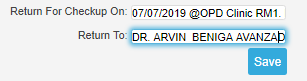 Return For Checkup On: 07/07/2019 @OPD Clinic RM1.
Return To: DR. ARVIN BENIGA AVANZAD
Save